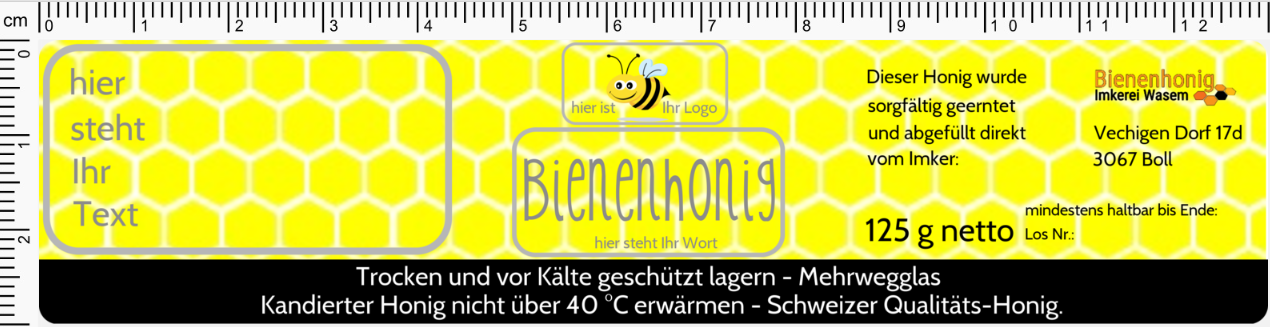 cm
0 1 2 3 4 5 6 7 8 9 10 11 12
0
1
2
hier
steht
Ihr
Text
hier ist Ihr Logo
Bienenhonig
hier steht Ihr Wort
Dieser Honig wurde
sorgfältig geerntet
und abgefüllt direkt
vom Imker:
Bienenhonig
Imkerei Wasem
Vechigen Dorf 17d
3067 Boll
125 g netto
mindestens haltbar bis Ende:
Los Nr.:
Trocken und vor Kälte geschützt lagern - Mehrwegglas
Kandierter Honig nicht über 40 °C erwärmen - Schweizer Qualitäts-Honig.